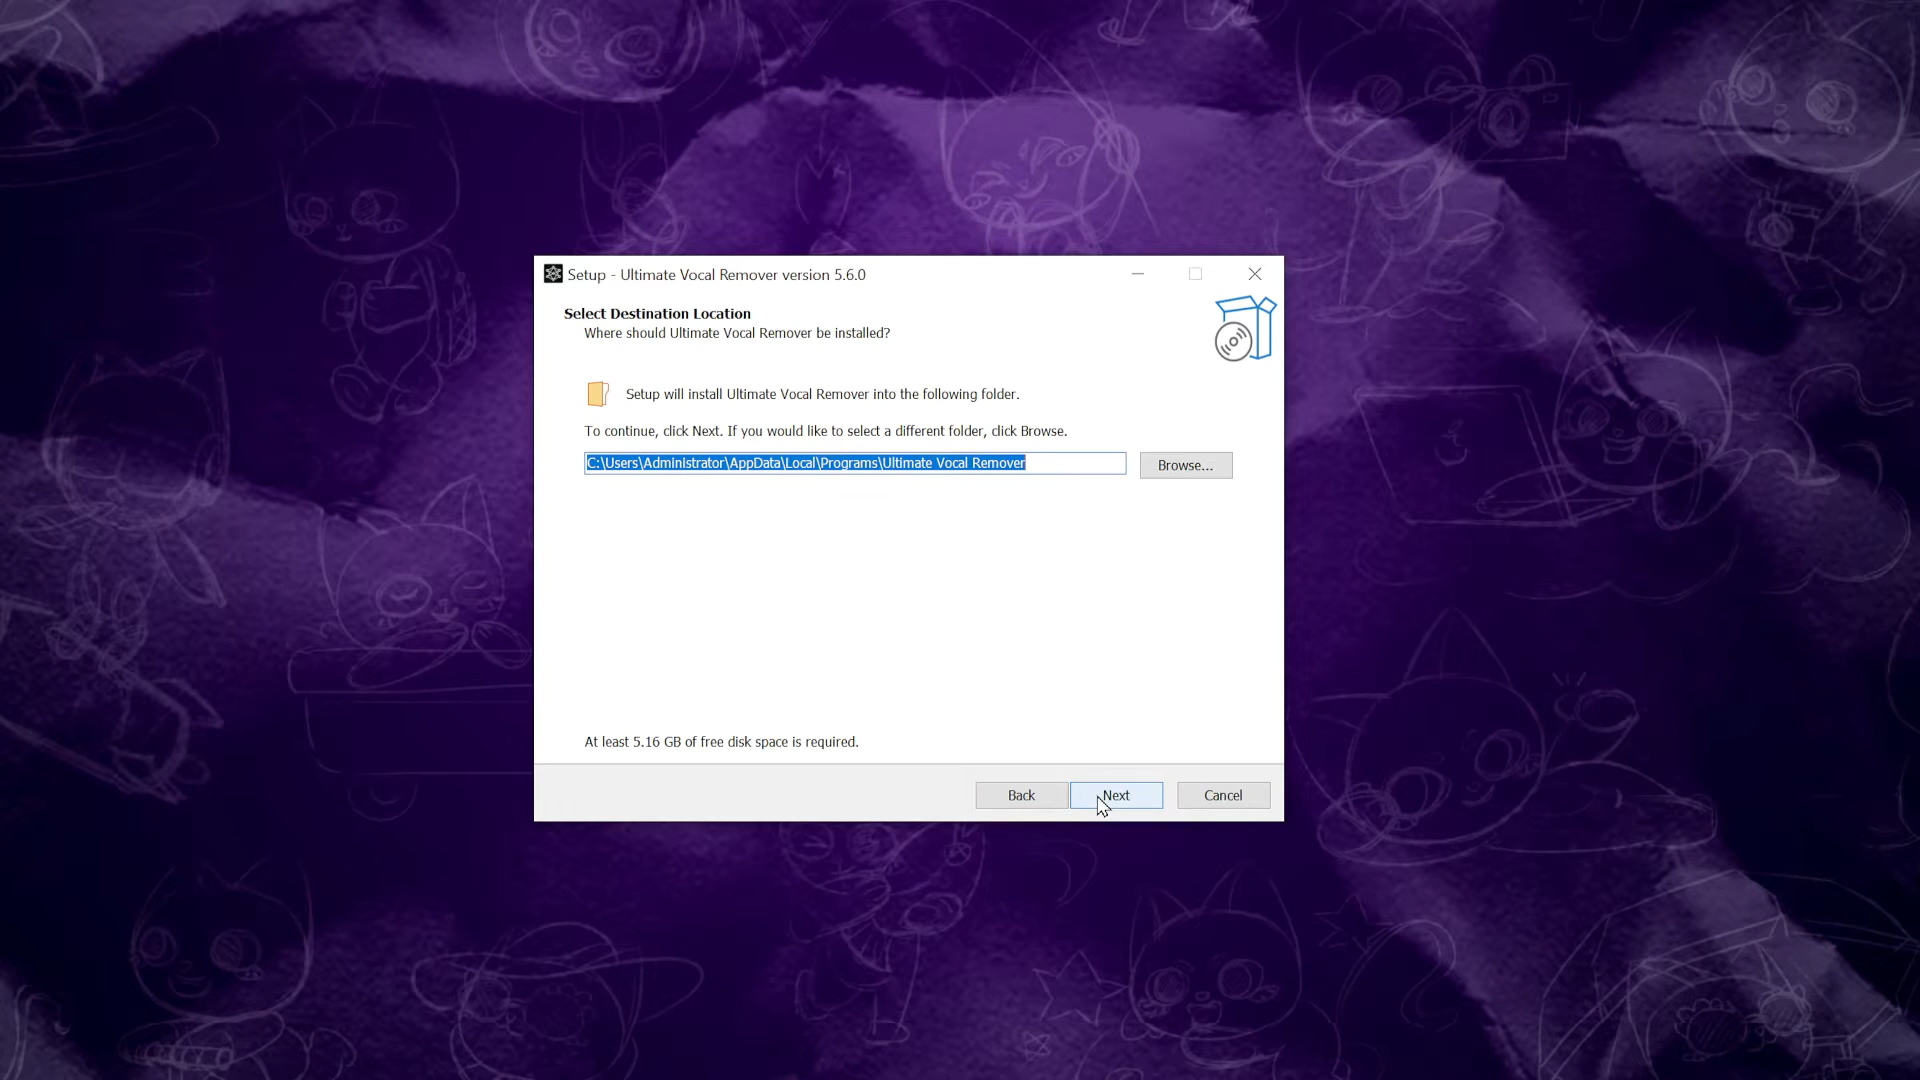 Setup - Ultimate Vocal Remover version 5.6.0
Select Destination Location
Where should Ultimate Vocal Remover be installed?
Setup will install Ultimate Vocal Remover into the following folder.
To continue, click Next. If you would like to select a different folder, click Browse.
C:\Users\Administrator\AppData\Local\Programs\Ultimate Vocal Remover
Browse...
At least 5.16 GB of free disk space is required.
Back
Next
Cancel